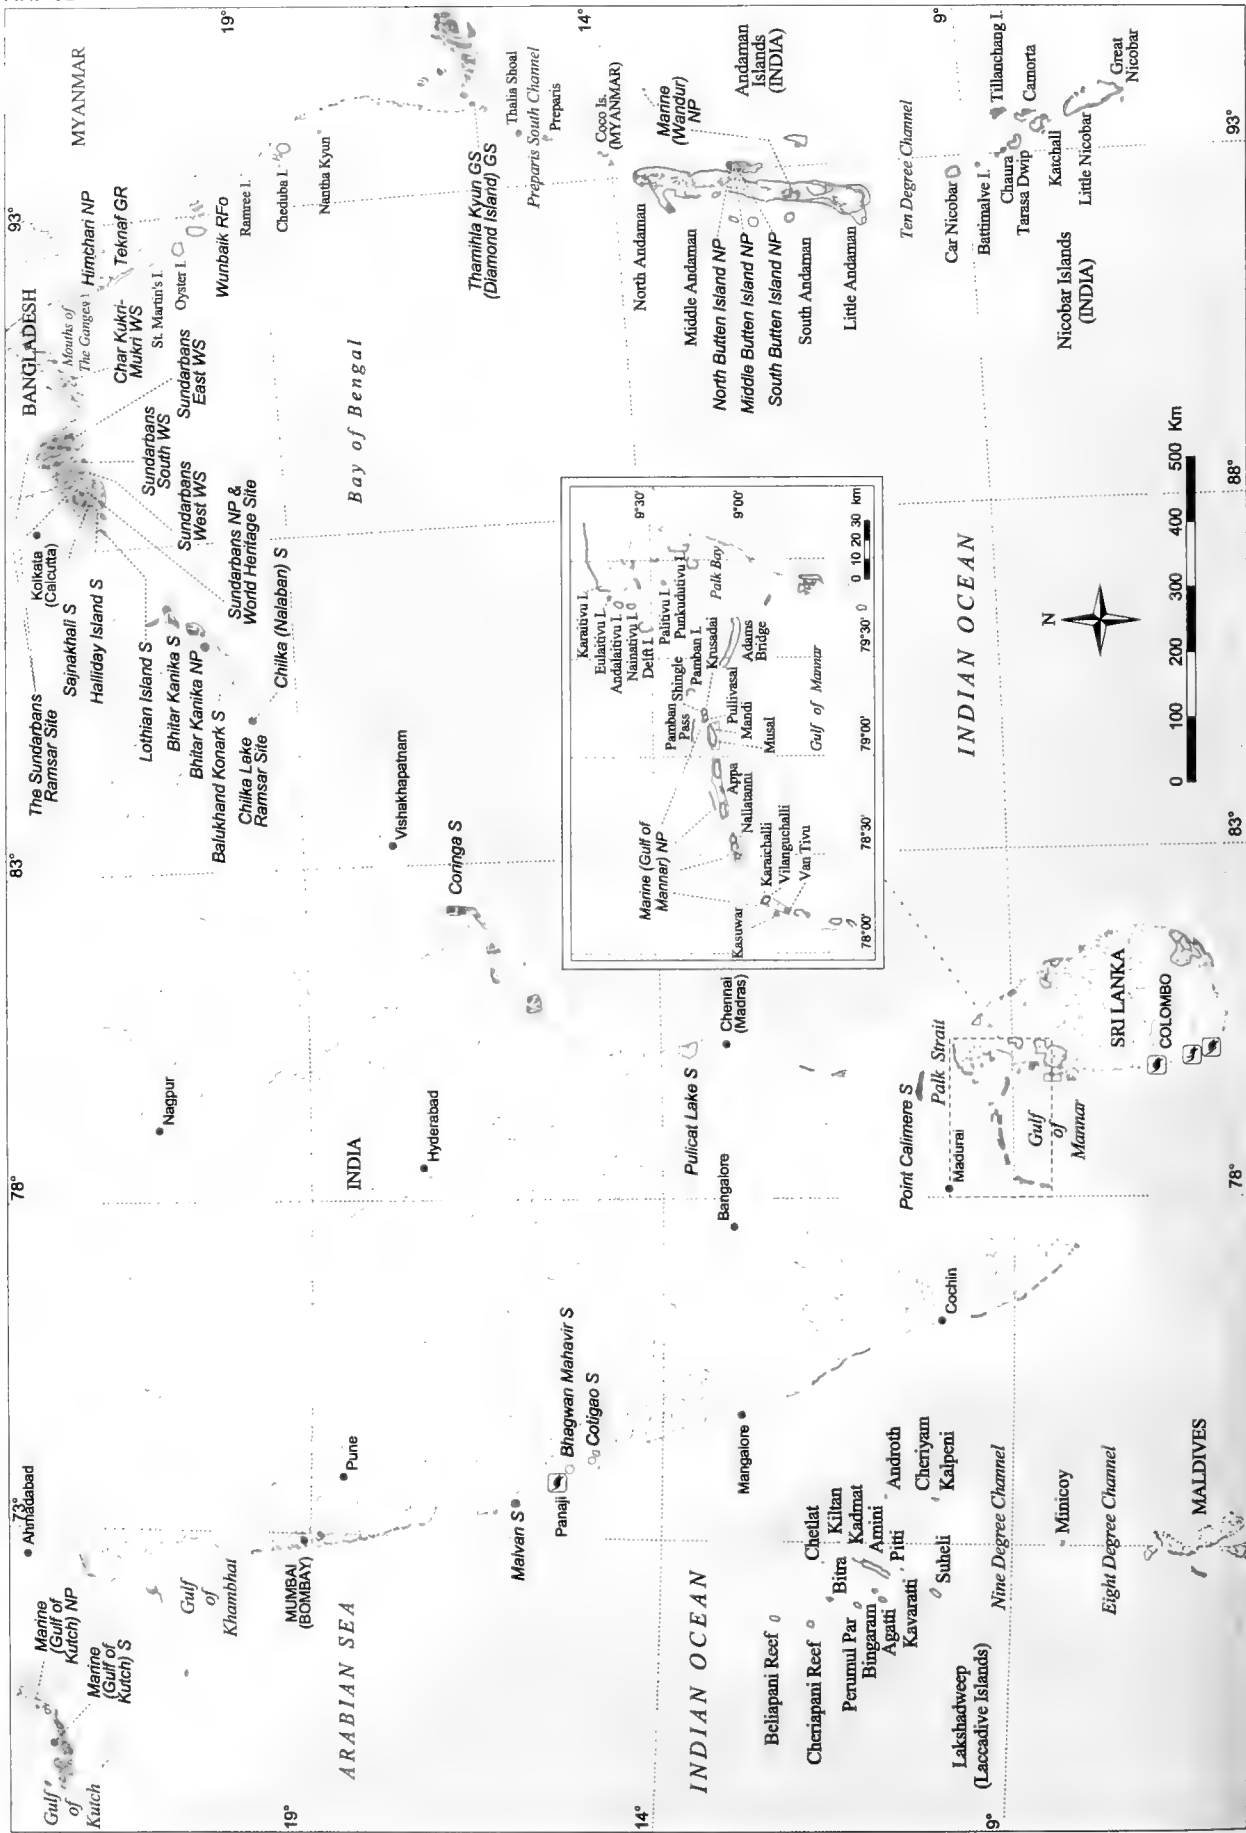 73°
78°
83°
93°
Ahmadabad
Marine
(Gulf of
Kutch) NP
Marine
(Gulf of
Kutch) S
Gulf
of
Kutch
Gulf
of
Khambhat
MUMBAI
(BOMBAY)
Pune
ARABIAN SEA
19°
Nagpur
INDIA
Hyderabad
Malvan S
Panaji
Bhagwan Mahavir S
Cotigao S
14°
INDIAN OCEAN
Mangalore
Bangalore
Beliapani Reef
Cheriapani Reef
Perumul Par
Bingaram
Agatti
Kavaratti
Chetlat
Bitra
Kiltan
Kadmat
Amini
Pitti
Androth
Suheli
Cheriyam
Kalpeni
Lakshadweep
(Laccadive Islands)
Nine Degree Channel
9°
Minicoy
Eight Degree Channel
MALDIVES
Cochin
Madurai
Point Calimere S
Palk Strait
Gulf
of
Mannar
SRI LANKA
COLOMBO
78°
83°
88°
93°
Pulicat Lake S
Chennai
(Madras)
Coringa S
Vishakhapatnam
The Sundarbans
Ramsar Site
Kolkata
(Calcutta)
Sajnakhali S
Halliday Island S
Lothian Island S
Bhitar Kanika S
Bhitar Kanika NP
Balukhand Konark S
Chilka Lake
Ramsar Site
Chilka (Nalaban) S
Sundarbans NP &
World Heritage Site
Sundarbans
West WS
Sundarbans
South WS
Sundarbans
East WS
BANGLADESH
Mouths of
The Ganges
Char Kukri-
Mukri WS
Himchari NP
Teknaf GR
St. Martin's I.
Oyster I.
Wunbaik RFo
MYANMAR
19°
Ramree I.
Cheduba I.
Nantha Kyun
Bay of Bengal
Thamihla Kyun GS
(Diamond Island) GS
Thalia Shoal
Preparis South Channel
Preparis
14°
Coco Is.
(MYANMAR)
North Andaman
Marine
(Wandur)
NP
Middle Andaman
North Butten Island NP
Middle Butten Island NP
South Butten Island NP
Andaman
Islands
(INDIA)
South Andaman
Little Andaman
Ten Degree Channel
9°
Car Nicobar
Battimalve I.
Chaura
Tarasa Dwip
Tillanchang I.
Camorta
Katchall
Little Nicobar
Great
Nicobar
Nicobar Islands
(INDIA)
INDIAN OCEAN
N
0 100 200 300 400 500 Km
Marine (Gulf of
Mannar) NP
Kasuwar
Karaichalli
Vilanguchalli
Van Tivu
Nallatanni
Appa
Musal
Mandi
Pullivasal
Pamban
Pass
Shingle
Pamban I.
Krusadai
Karaitivu I.
Eulaitivu I.
Andalaitivu I.
Nainativu I.
Delft I.
Palitivu I.
Punkudutivu I.
Palk Bay
Adams
Bridge
Gulf of Mannar
9°30'
9°00'
78°00'
78°30'
79°00'
79°30'
0 10 20 30 km